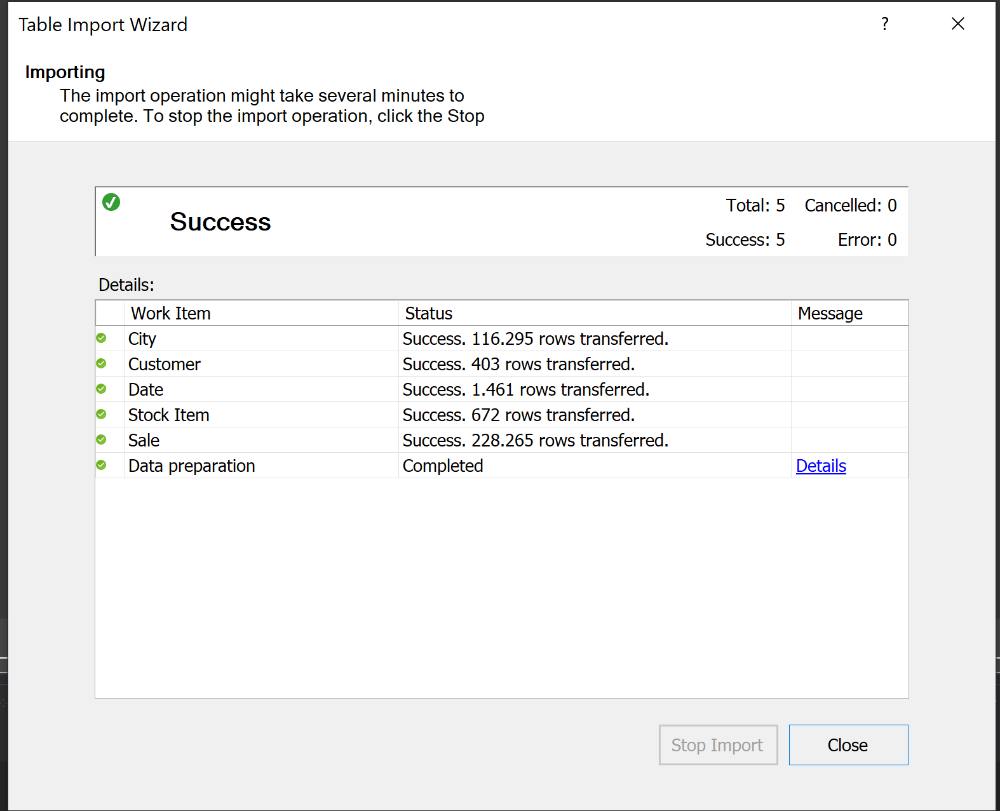 Table Import Wizard ?
Importing
The import operation might take several minutes to
complete. To stop the import operation, click the Stop
Success
Total: 5 Cancelled: 0
Success: 5 Error: 0
Details:
Work Item Status Message
City Success. 116.295 rows transferred.
Customer Success. 403 rows transferred.
Date Success. 1.461 rows transferred.
Stock Item Success. 672 rows transferred.
Sale Success. 228.265 rows transferred.
Data preparation Completed Details
Stop Import Close